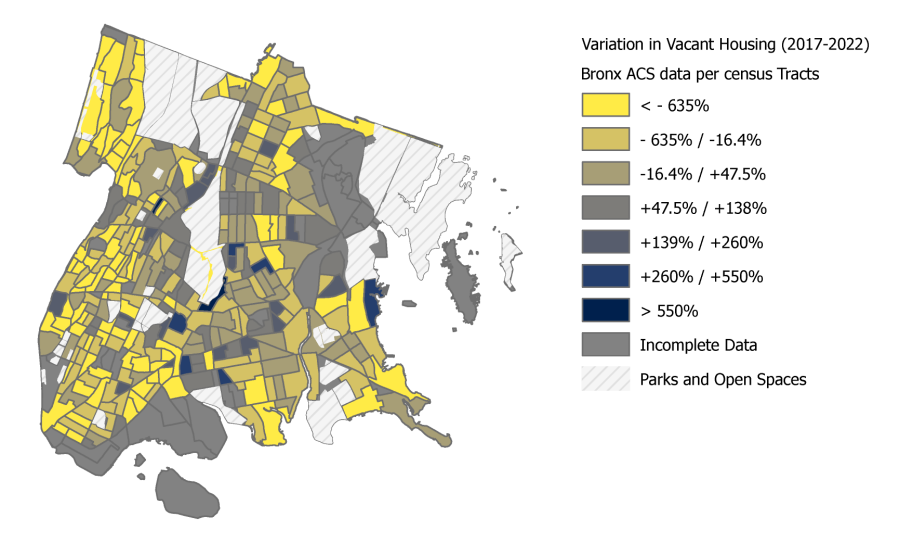 Variation in Vacant Housing (2017-2022)
Bronx ACS data per census Tracts
< - 635%
- 635% / -16.4%
-16.4% / +47.5%
+47.5% / +138%
+139% / +260%
+260% / +550%
> 550%
Incomplete Data
Parks and Open Spaces